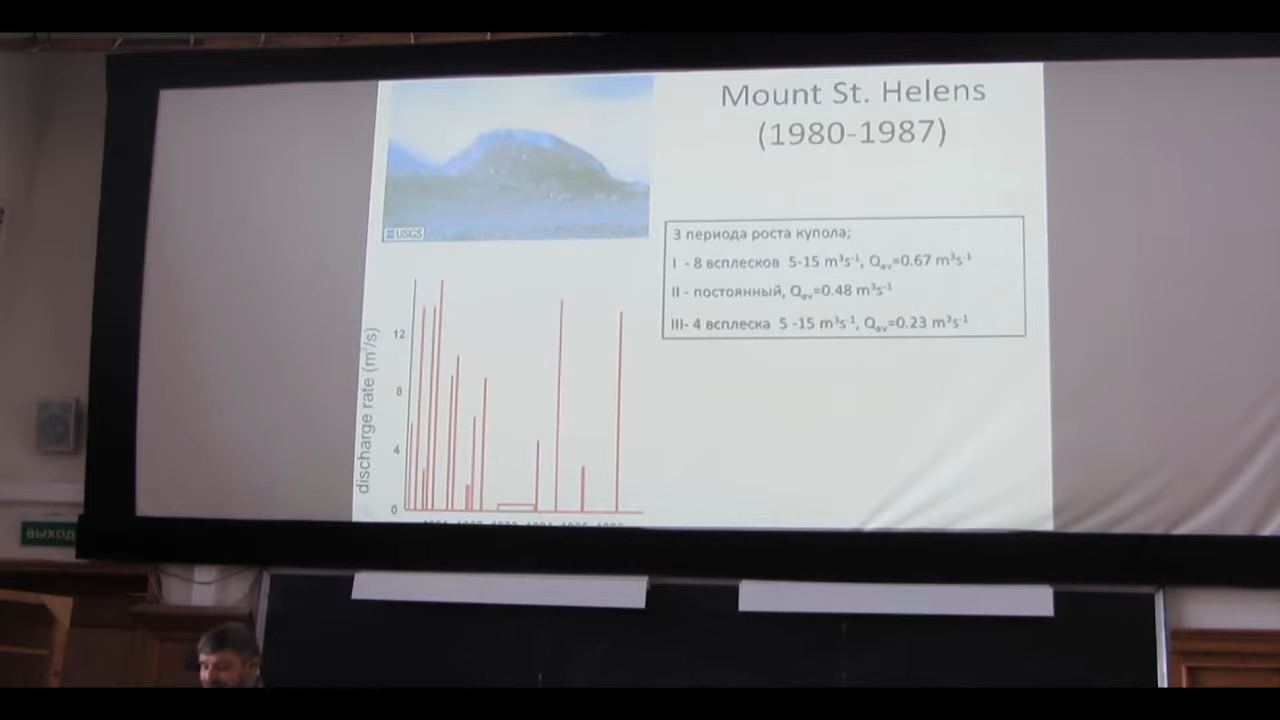 Mount St. Helens
(1980-1987)
USGS
3 периода роста купола;
I - 8 всплесков 5-15 m³s⁻¹, Qav=0.67 m³s⁻¹
II - постоянный, Qav=0.48 m³s⁻¹
III- 4 всплеска 5 -15 m³s⁻¹, Qav=0.23 m³s⁻¹
discharge rate (m³/s)
12
8
4
0
ВЫХОД